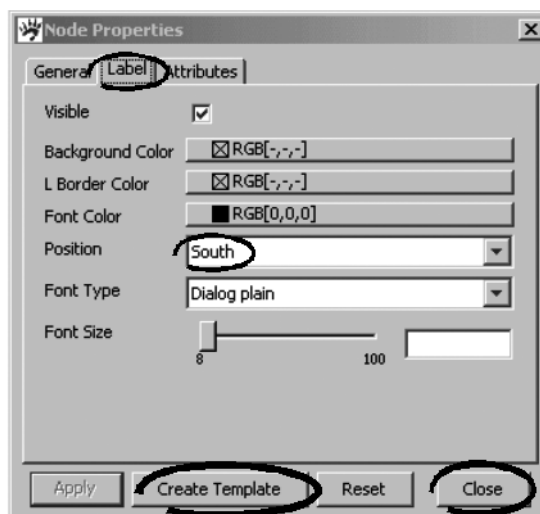 Node Properties
General Label Attributes
Visible
Background Color RGB[-,-,-]
L Border Color RGB[-,-,-]
Font Color RGB[0,0,0]
Position South
Font Type Dialog plain
Font Size
8 100
Apply Create Template Reset Close